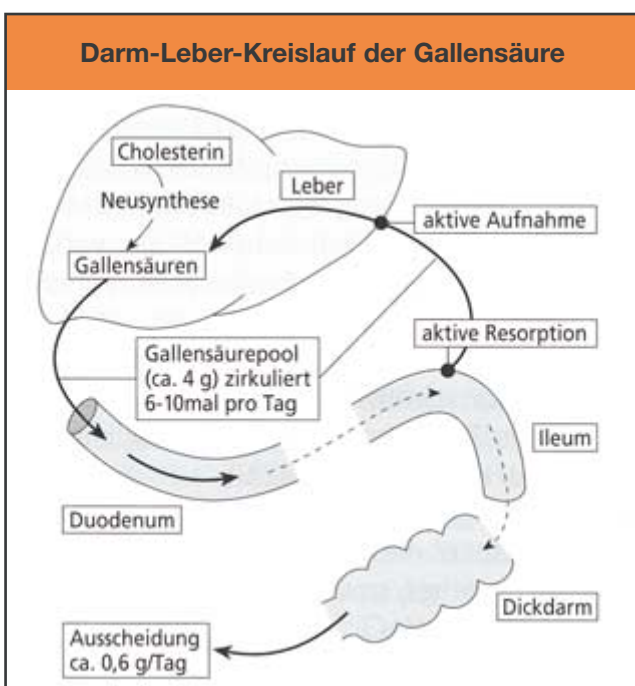 Darm-Leber-Kreislauf der Gallensäure
Cholesterin
Neusynthese
Leber
aktive Aufnahme
Gallensäuren
aktive Resorption
Gallensäurepool
(ca. 4 g) zirkuliert
6-10mal pro Tag
Ileum
Duodenum
Dickdarm
Ausscheidung
ca. 0,6 g/Tag